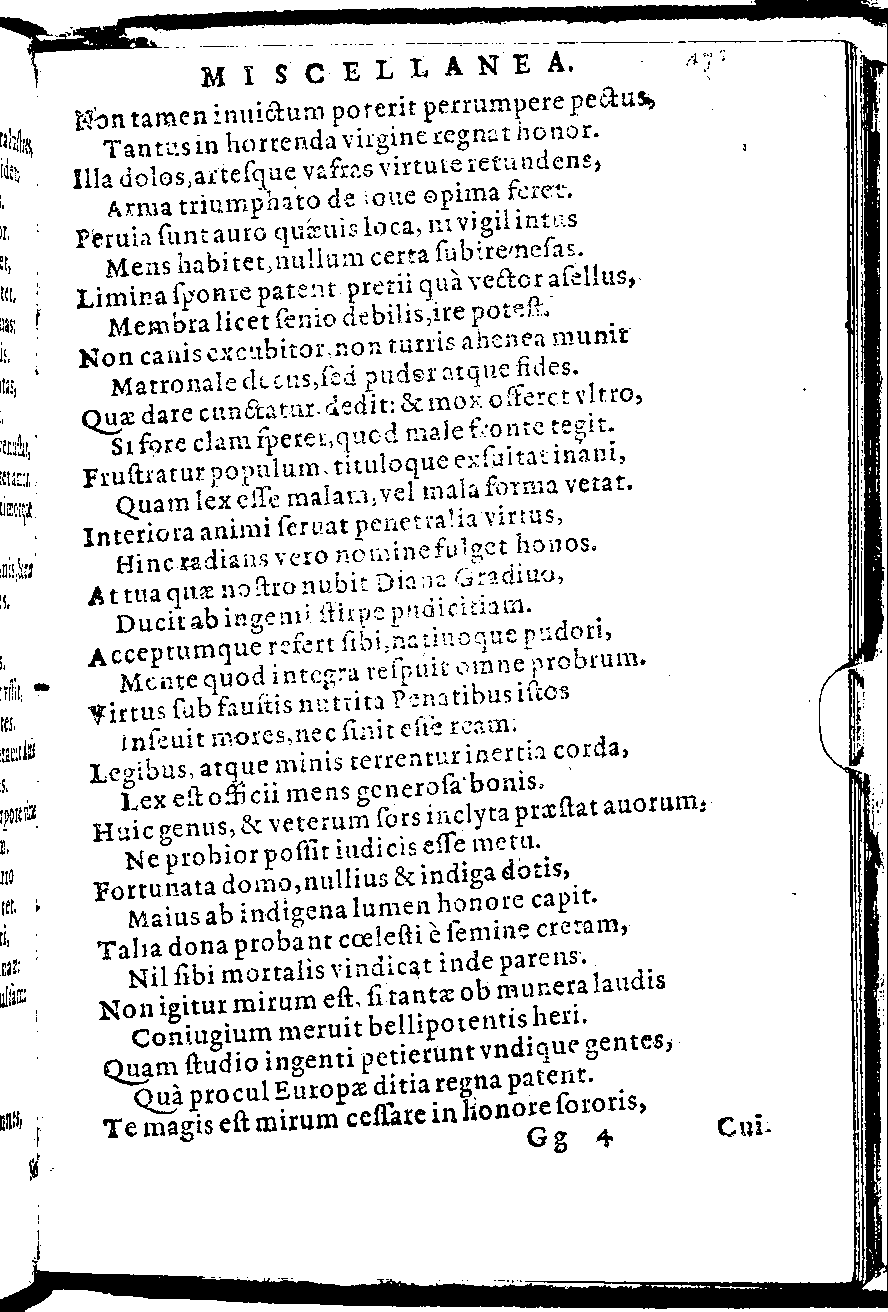 MISCELLANEA.
Non tamen inuictum poterit perrumpere pectus,
Tantus in horrenda virgine regnat honor.
Illa dolos, arteſque vafras virtute retundens,
Arma triumphato de ioue opima feret.
Peruia ſunt auro quæuis loca, ni vigil intus
Mens habitet, nullum certa ſubire nefas.
Limina ſponte patent pretii quà vector aſellus,
Membra licet ſenio debilis, ire poteſt.
Non canis excubitor, non turris ahenea munit
Matronale decus, ſed pudor atque fides.
Quæ dare cunctatur, dedit: & mox offeret vltro,
Si fore clam ſperet, quod male fronte tegit.
Fruſtratur populum, tituloque exſultat inani,
Quam lex eſſe malam, vel mala forma vetat.
Interiora animi ſeruat penetralia virtus,
Hinc radians vero nomine fulget honos.
At tua quæ noſtro nubit Diana Gradiuo,
Ducit ab ingenii ſtirpe pudicitiam.
Acceptumque refert ſibi, natiuoque pudori,
Mente quod integra reſpuit omne probrum.
Virtus ſub fauſtis nutrita Penatibus iſtos
Inſeuit mores, nec ſinit eſſe ream.
Legibus, atque minis terrentur inertia corda,
Lex eſt officii mens generoſa bonis.
Huic genus, & veterum ſors inclyta præſtat auorum,
Ne probior poſſit iudicis eſſe metu.
Fortunata domo, nullius & indiga dotis,
Maius ab indigena lumen honore capit.
Talia dona probant cœleſti è ſemine cretam,
Nil ſibi mortalis vindicat inde parens.
Non igitur mirum eſt, ſi tantæ ob munera laudis
Coniugium meruit bellipotentis heri.
Quam ſtudio ingenti petierunt vndique gentes,
Quà procul Europæ ditia regna patent.
Te magis eſt mirum ceſſare in honore ſororis,
Gg 4 Cui.